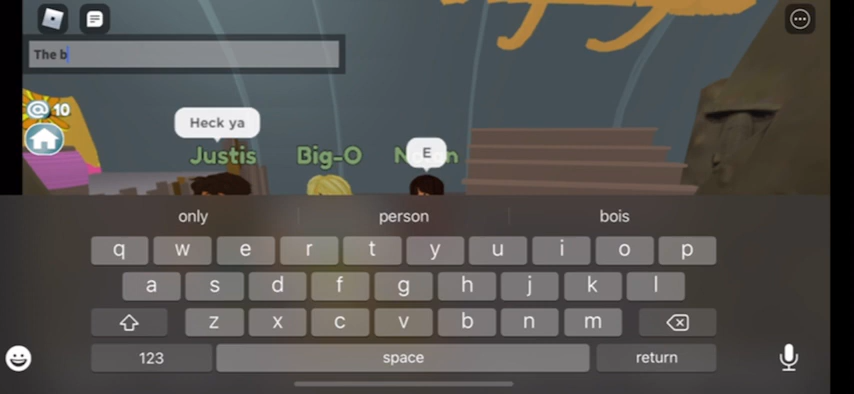 The b
@ 10
Heck ya
Justis Big-O
E
only person bois
q w e r t y u i o p
a s d f g h j k l
z x c v b n m
123 space return